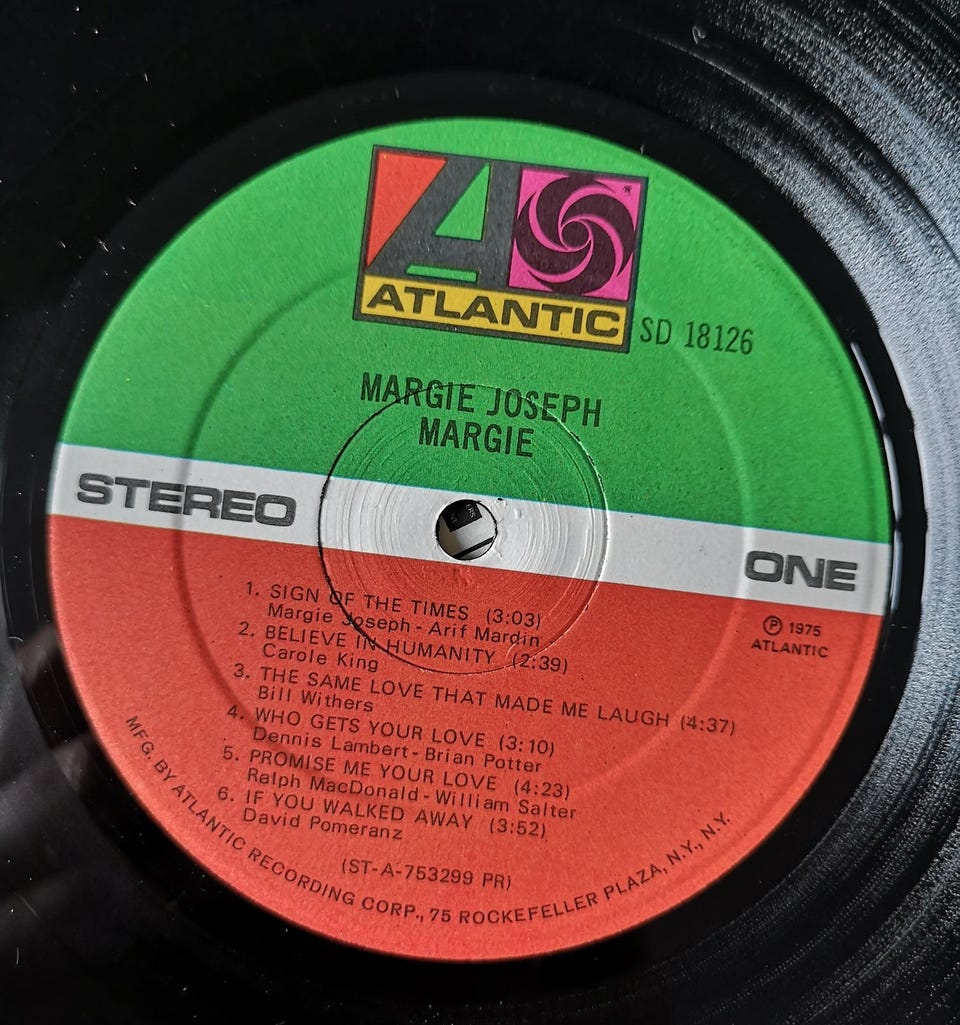 ATLANTIC
SD 18126
MARGIE JOSEPH
MARGIE
STEREO
ONE
1. SIGN OF THE TIMES (3:03)
Margie Joseph - Arif Mardin
2. BELIEVE IN HUMANITY (2:39)
Carole King
3. THE SAME LOVE THAT MADE ME LAUGH (4:37)
Bill Withers
4. WHO GETS YOUR LOVE (3:10)
Dennis Lambert - Brian Potter
5. PROMISE ME YOUR LOVE (4:23)
Ralph MacDonald - William Salter
6. IF YOU WALKED AWAY (3:52)
David Pomeranz
℗ 1975
ATLANTIC
(ST-A-753299 PR)
MFG. BY ATLANTIC RECORDING CORP., 75 ROCKEFELLER PLAZA, N.Y., N.Y.